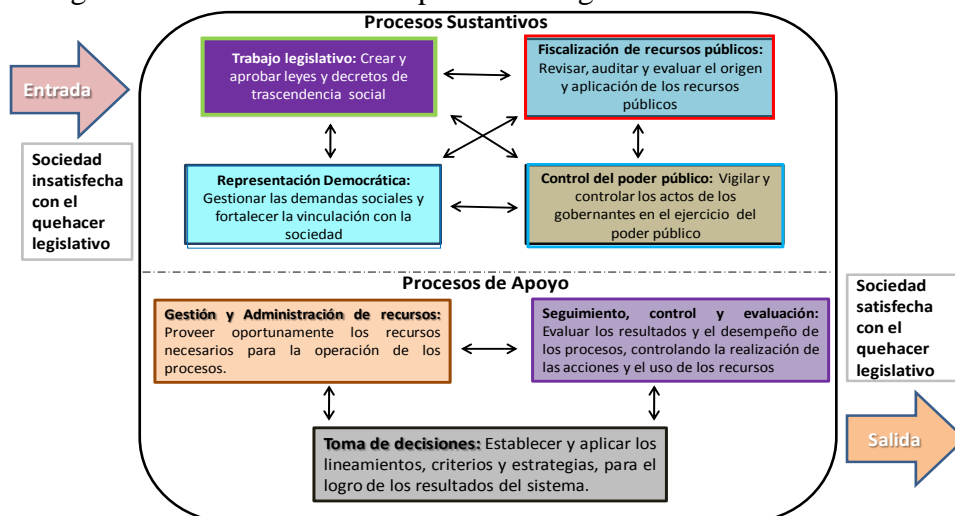 Procesos Sustantivos
Entrada
Sociedad
insatisfecha
con el
quehacer
legislativo
Trabajo legislativo: Crear y
aprobar leyes y decretos de
trascendencia social
Fiscalización de recursos públicos:
Revisar, auditar y evaluar el origen
y aplicación de los recursos
públicos
Representación Democrática:
Gestionar las demandas sociales y
fortalecer la vinculación con la
sociedad
Control del poder público: Vigilar y
controlar los actos de los
gobernantes en el ejercicio del
poder público
Procesos de Apoyo
Gestión y Administración de recursos:
Proveer oportunamente los recursos
necesarios para la operación de los
procesos.
Seguimiento, control y evaluación:
Evaluar los resultados y el desempeño de
los procesos, controlando la realización de
las acciones y el uso de los recursos
Toma de decisiones: Establecer y aplicar los
lineamientos, criterios y estrategias, para el
logro de los resultados del sistema.
Sociedad
satisfecha
con el
quehacer
legislativo
Salida